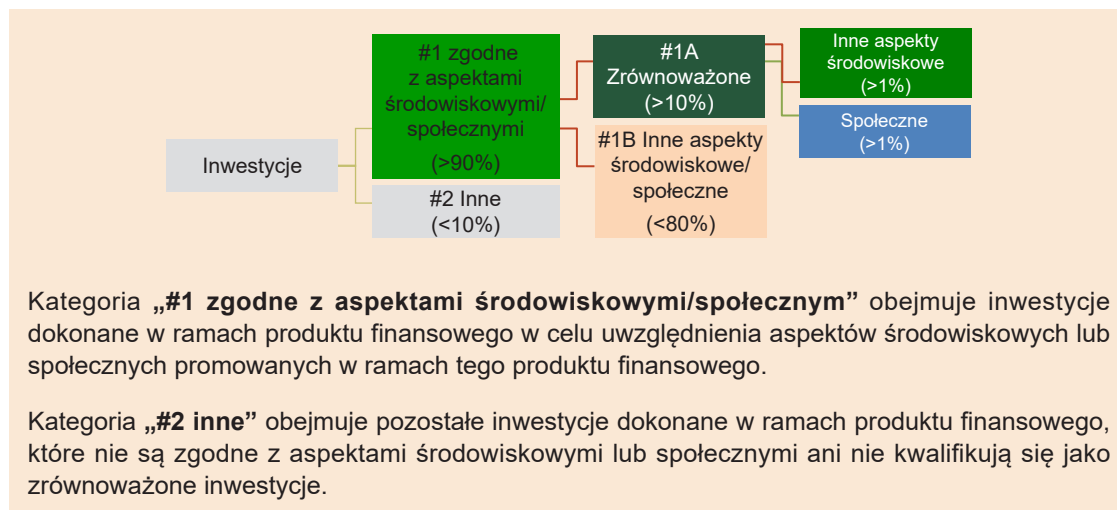 Inwestycje
#1 zgodne
z aspektami
środowiskowymi/
społecznymi
(>90%)
#2 Inne
(<10%)
#1A
Zrównoważone
(>10%)
#1B Inne aspekty
środowiskowe/
społeczne
(<80%)
Inne aspekty
środowiskowe
(>1%)
Społeczne
(>1%)
Kategoria „#1 zgodne z aspektami środowiskowymi/społecznym” obejmuje inwestycje
dokonane w ramach produktu finansowego w celu uwzględnienia aspektów środowiskowych lub
społecznych promowanych w ramach tego produktu finansowego.
Kategoria „#2 inne” obejmuje pozostałe inwestycje dokonane w ramach produktu finansowego,
które nie są zgodne z aspektami środowiskowymi lub społecznymi ani nie kwalifikują się jako
zrównoważone inwestycje.